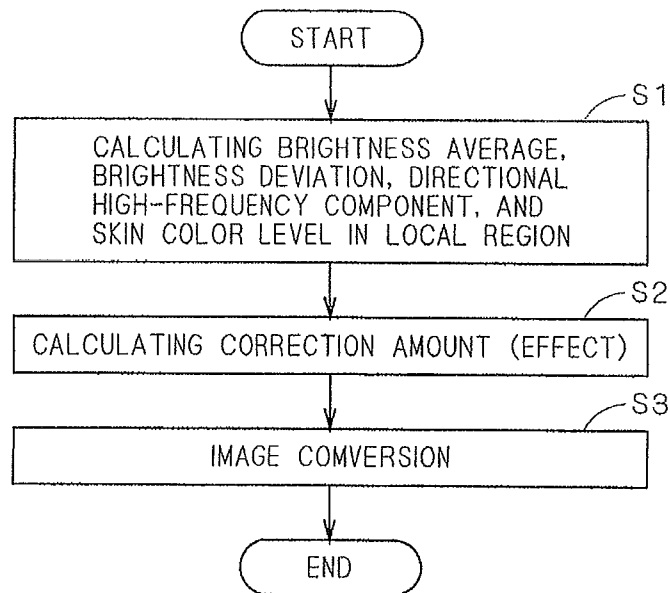 START
S1
CALCULATING BRIGHTNESS AVERAGE,
BRIGHTNESS DEVIATION, DIRECTIONAL
HIGH-FREQUENCY COMPONENT, AND
SKIN COLOR LEVEL IN LOCAL REGION
S2
CALCULATING CORRECTION AMOUNT (EFFECT)
S3
IMAGE COMVERSION
END